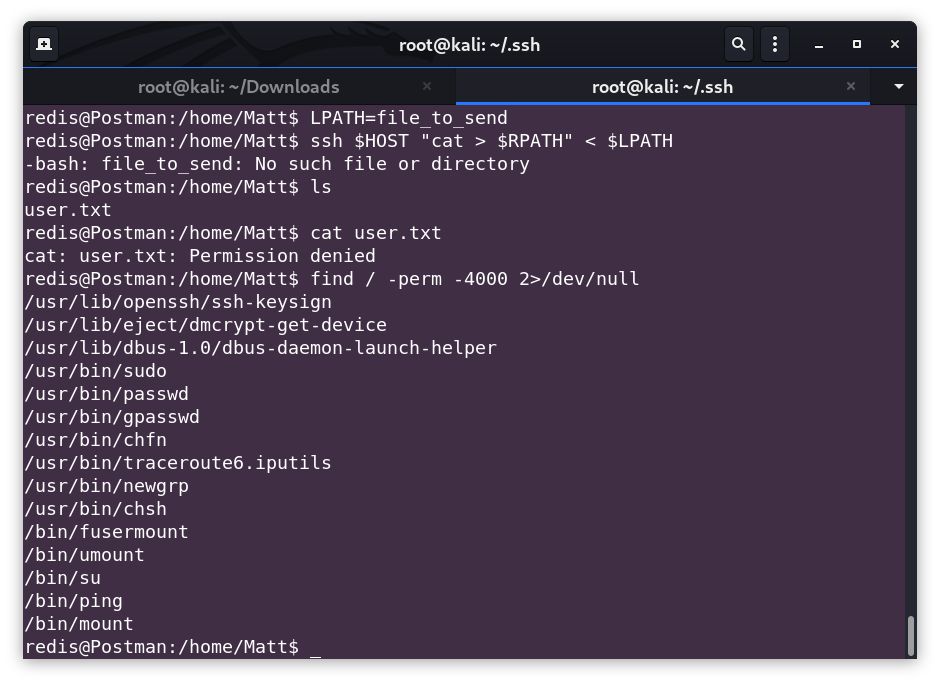 root@kali: ~/.ssh
root@kali: ~/Downloads
root@kali: ~/.ssh
redis@Postman:/home/Matt$ LPATH=file_to_send
redis@Postman:/home/Matt$ ssh $HOST "cat > $RPATH" < $LPATH
-bash: file_to_send: No such file or directory
redis@Postman:/home/Matt$ ls
user.txt
redis@Postman:/home/Matt$ cat user.txt
cat: user.txt: Permission denied
redis@Postman:/home/Matt$ find / -perm -4000 2>/dev/null
/usr/lib/openssh/ssh-keysign
/usr/lib/eject/dmcrypt-get-device
/usr/lib/dbus-1.0/dbus-daemon-launch-helper
/usr/bin/sudo
/usr/bin/passwd
/usr/bin/gpasswd
/usr/bin/chfn
/usr/bin/traceroute6.iputils
/usr/bin/newgrp
/usr/bin/chsh
/bin/fusermount
/bin/umount
/bin/su
/bin/ping
/bin/mount
redis@Postman:/home/Matt$ _